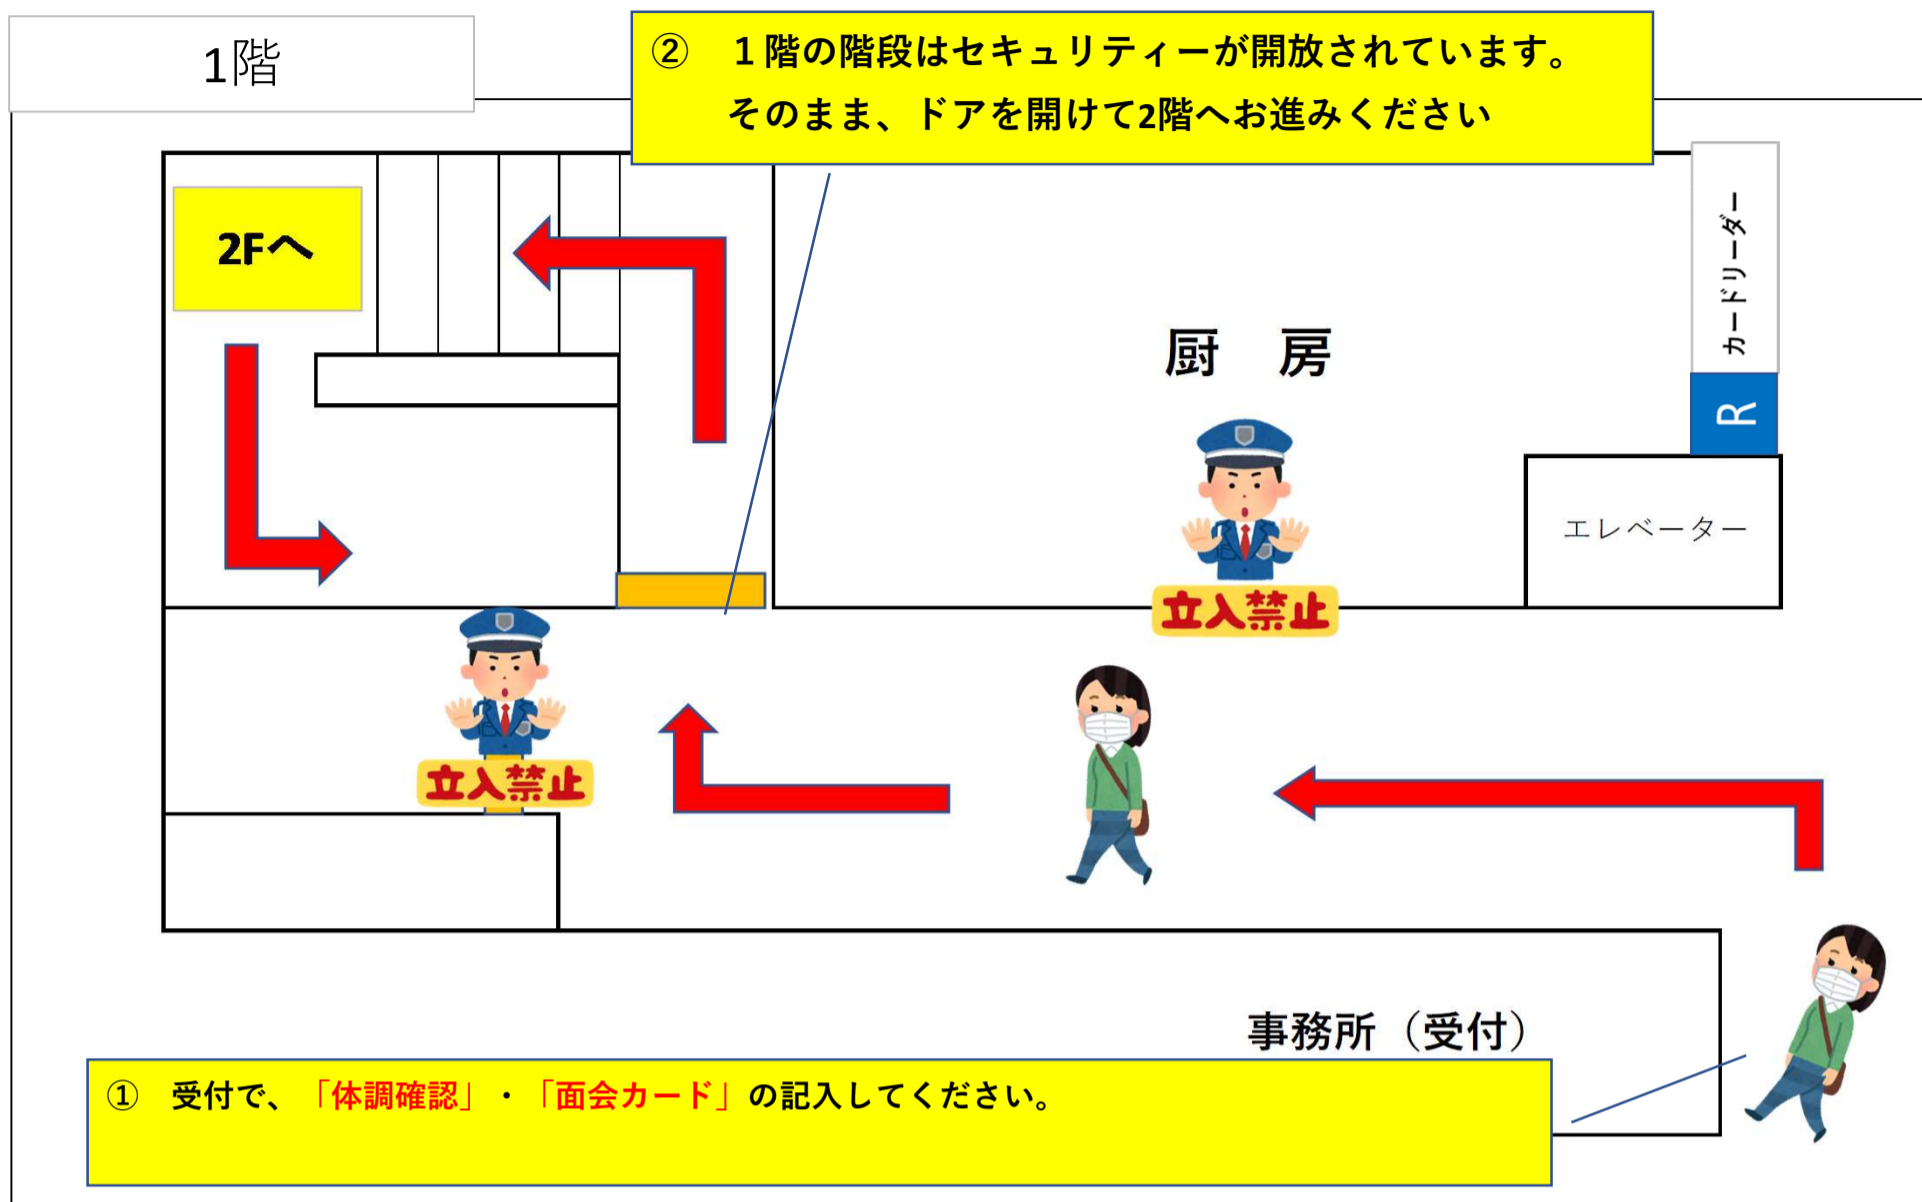 1階
②　１階の階段はセキュリティーが開放されています。
そのまま、ドアを開けて2階へお進みください
2Fへ
カードリーダー
R
厨　房
エレベーター
立入禁止
立入禁止
事務所（受付）
①　受付で、「体調確認」・「面会カード」の記入してください。